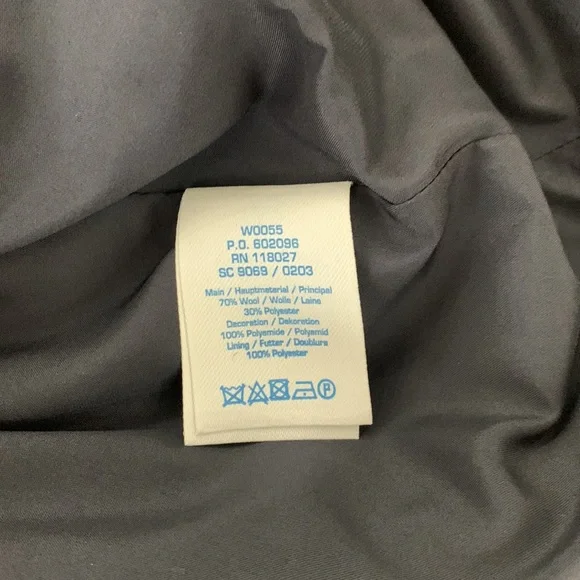 W0055
P.O. 602096
RN 118027
SC 9069 / 0203
Main / Hauptmaterial / Principal
70% Wool / Wolle / Laine
30% Polyester
Decoration / Dekoration
100% Polyamide / Polyamid
Lining / Futter / Doublure
100% Polyester
P